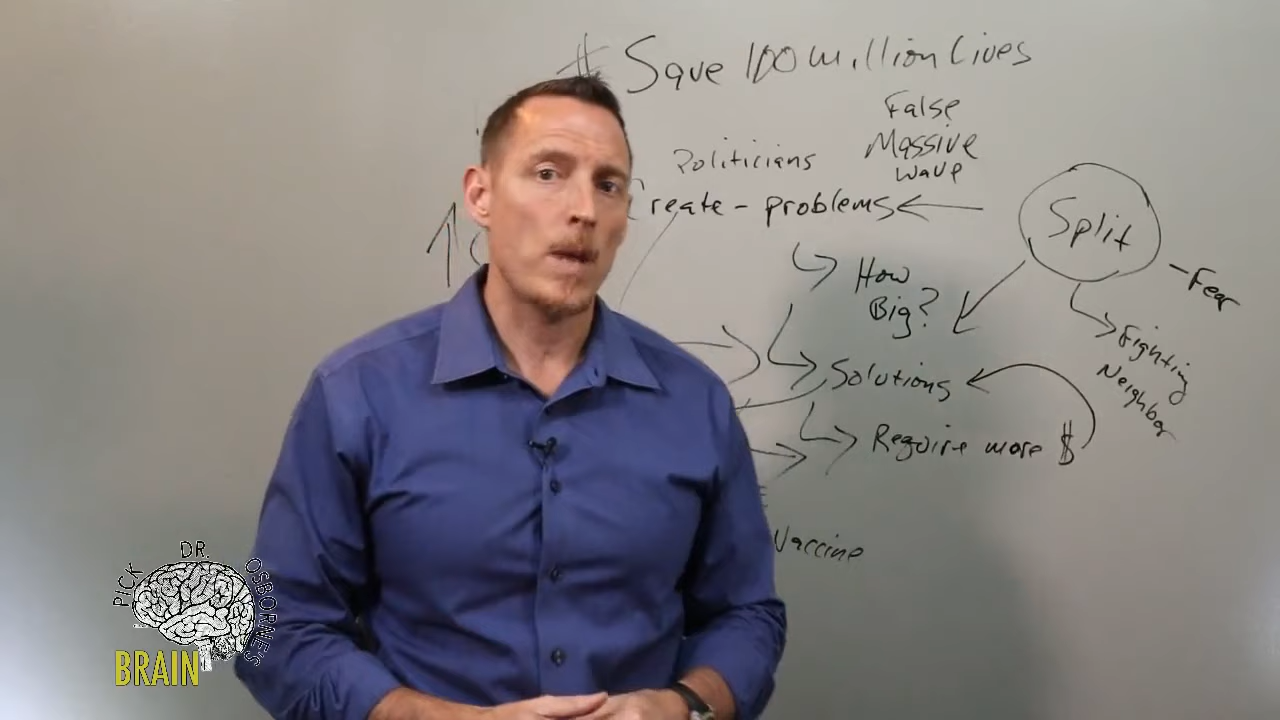 # Save 100 million Lives
False
Massive
wave
Politicians
reate - problems
Split
- Fear
How
Big?
Fighting
Neighbor
Solutions
Require more $
Vaccine
PICK DR. OSBORNE'S
BRAIN